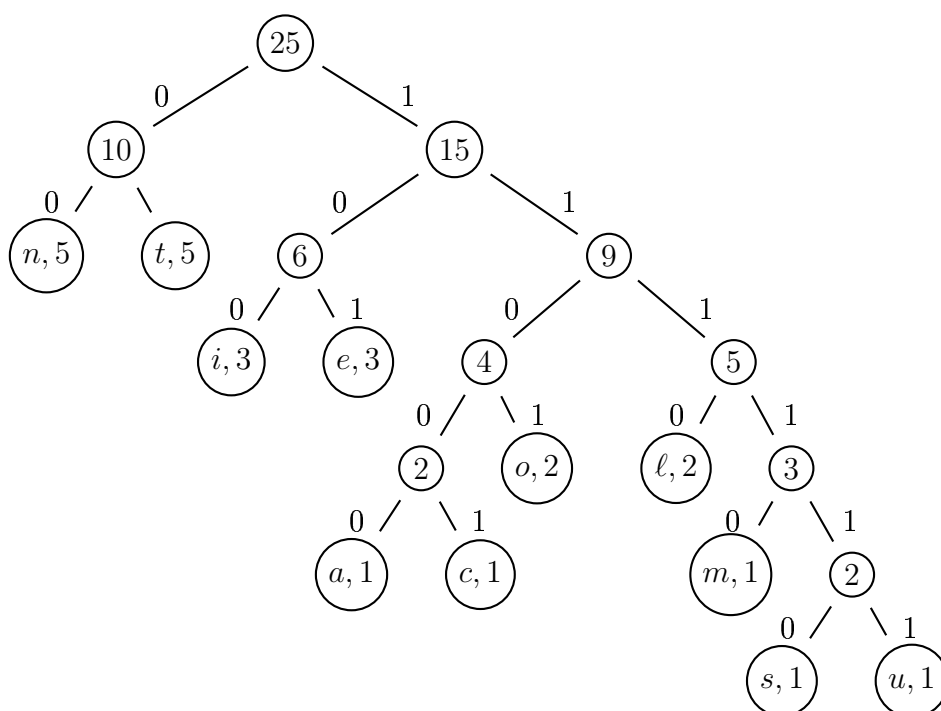 25
0 1
10 15
0 0 1
n, 5 t, 5 6 9
0 1 0 1
i, 3 e, 3 4 5
0 1 0 1
2 o, 2 ℓ, 2 3
0 1 0 1
a, 1 c, 1 m, 1 2
0 1
s, 1 u, 1